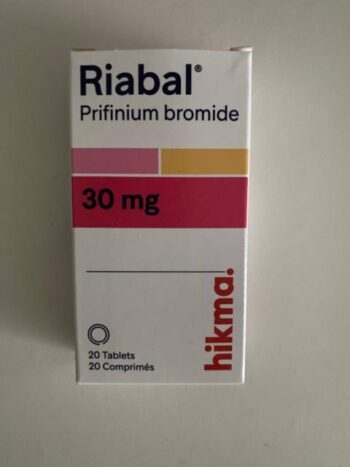 Riabal®
Prifinium bromide
30 mg
hikma.
20 Tablets
20 Comprimés